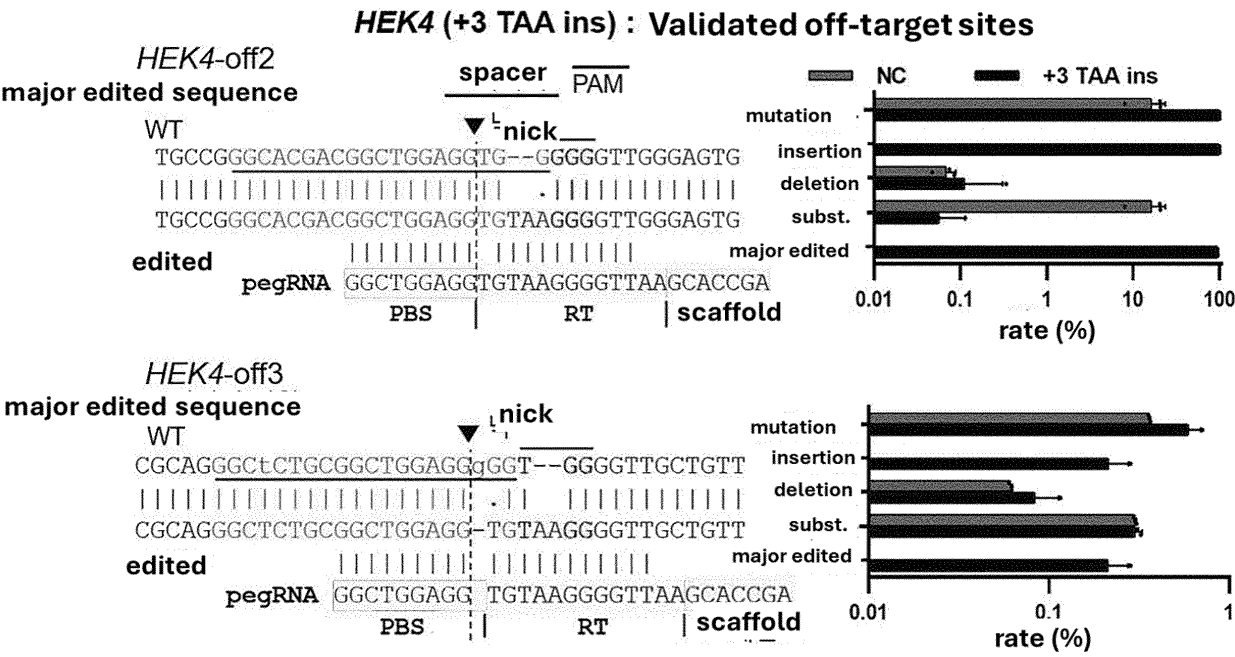 HEK4 (+3 TAA ins) : Validated off-target sites
HEK4-off2
major edited sequence
spacer
PAM
WT
nick
TGCCGGGCACGACGGCTGGAGGTG--GGGGGTTGGGAGTG
TGCCGGGCACGACGGCTGGAGGTGTAAGGGGTTGGGAGTG
edited
pegRNA GGCTGGAGGTGTAAGGGGTTAAGCACCGA
PBS | RT | scaffold
NC +3 TAA ins
mutation
insertion
deletion
subst.
major edited
0.01 0.1 1 10 100
rate (%)
HEK4-off3
major edited sequence
WT
nick
CGCAGGGCtCTGCGGCTGGAGGgGGT--GGGGTTGCTGTT
CGCAGGGCTCTGCGGCTGGAGG-TGTAAGGGGTTGCTGTT
edited
pegRNA GGCTGGAGG TGTAAGGGGTTAAGCACCGA
PBS | RT | scaffold
mutation
insertion
deletion
subst.
major edited
0.01 0.1 1
rate (%)